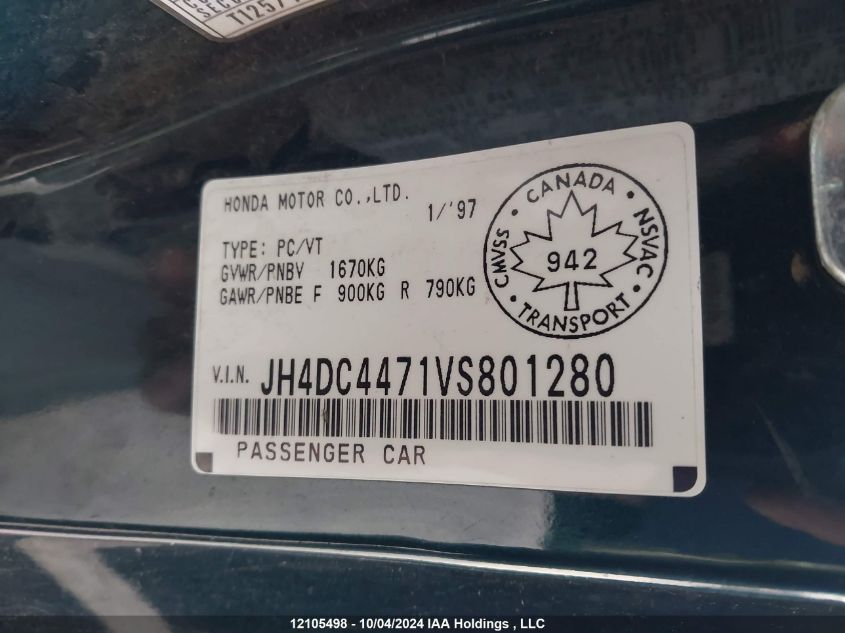 T1257
HONDA MOTOR CO.,LTD.
1/'97
TYPE: PC/VT
GVWR/PNBV 1670KG
GAWR/PNBE F 900KG R 790KG
CANADA
CMVSS
NSVAC
942
TRANSPORT
V.I.N. JH4DC4471VS801280
PASSENGER CAR
12105498 - 10/04/2024 IAA Holdings , LLC